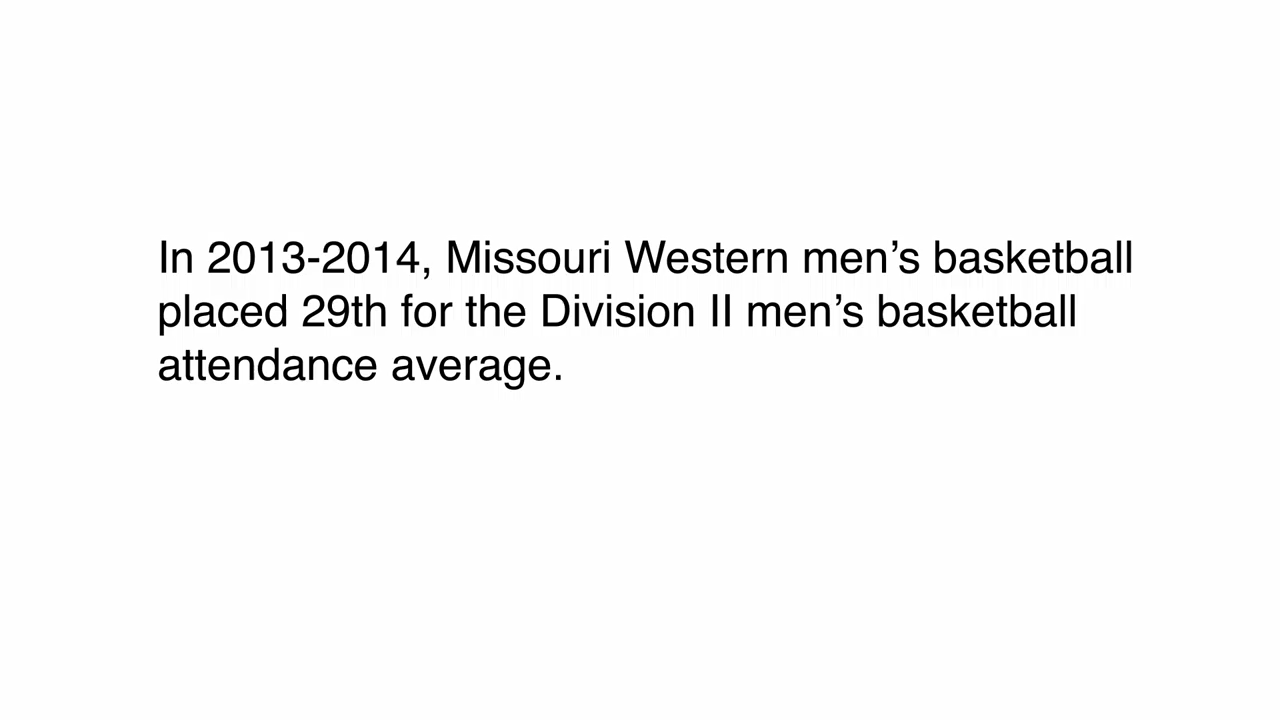 In 2013-2014, Missouri Western men’s basketball
placed 29th for the Division II men’s basketball
attendance average.